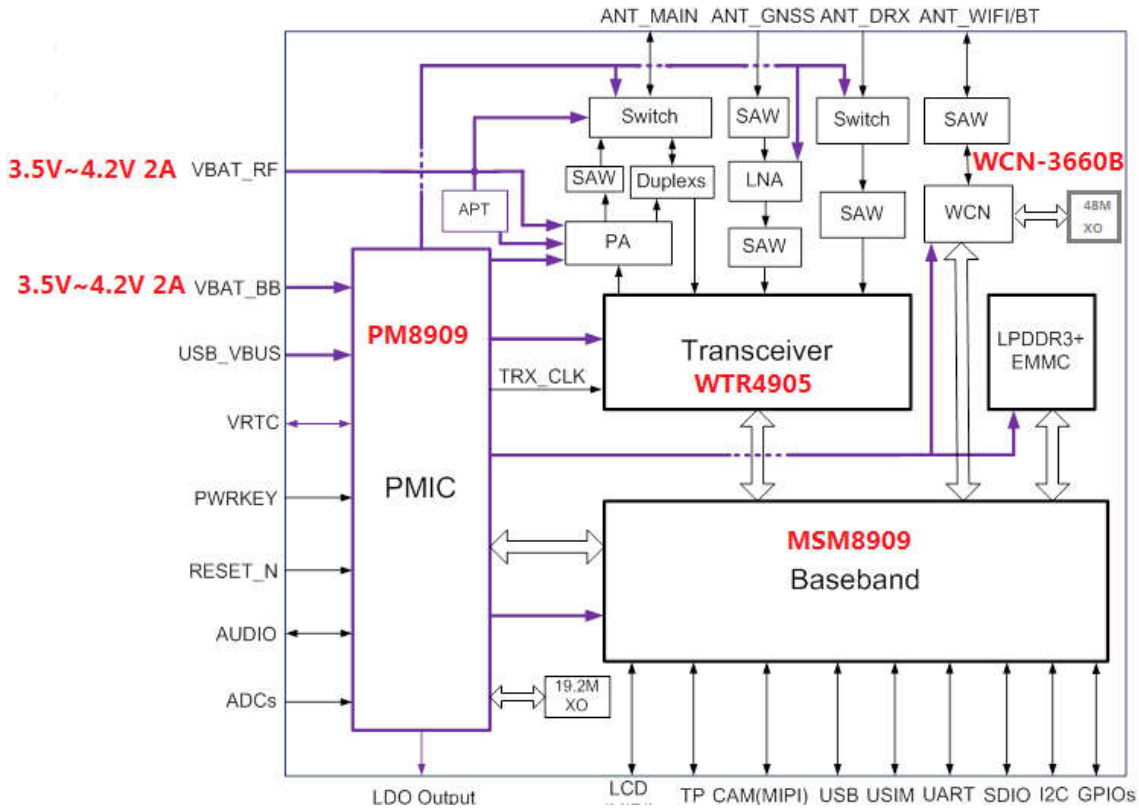 ANT_MAIN ANT_GNSS ANT_DRX ANT_WIFI/BT
Switch
SAW
Switch
SAW
3.5V~4.2V 2A VBAT_RF
SAW
Duplexs
LNA
WCN-3660B
APT
SAW
WCN
48M
XO
PA
SAW
3.5V~4.2V 2A VBAT_BB
PM8909
USB_VBUS
Transceiver
WTR4905
LPDDR3+
EMMC
TRX_CLK
VRTC
PMIC
PWRKEY
MSM8909
Baseband
RESET_N
AUDIO
19.2M
XO
ADCs
LDO Output
LCD
TP CAM(MIPI) USB USIM UART SDIO I2C GPIOs